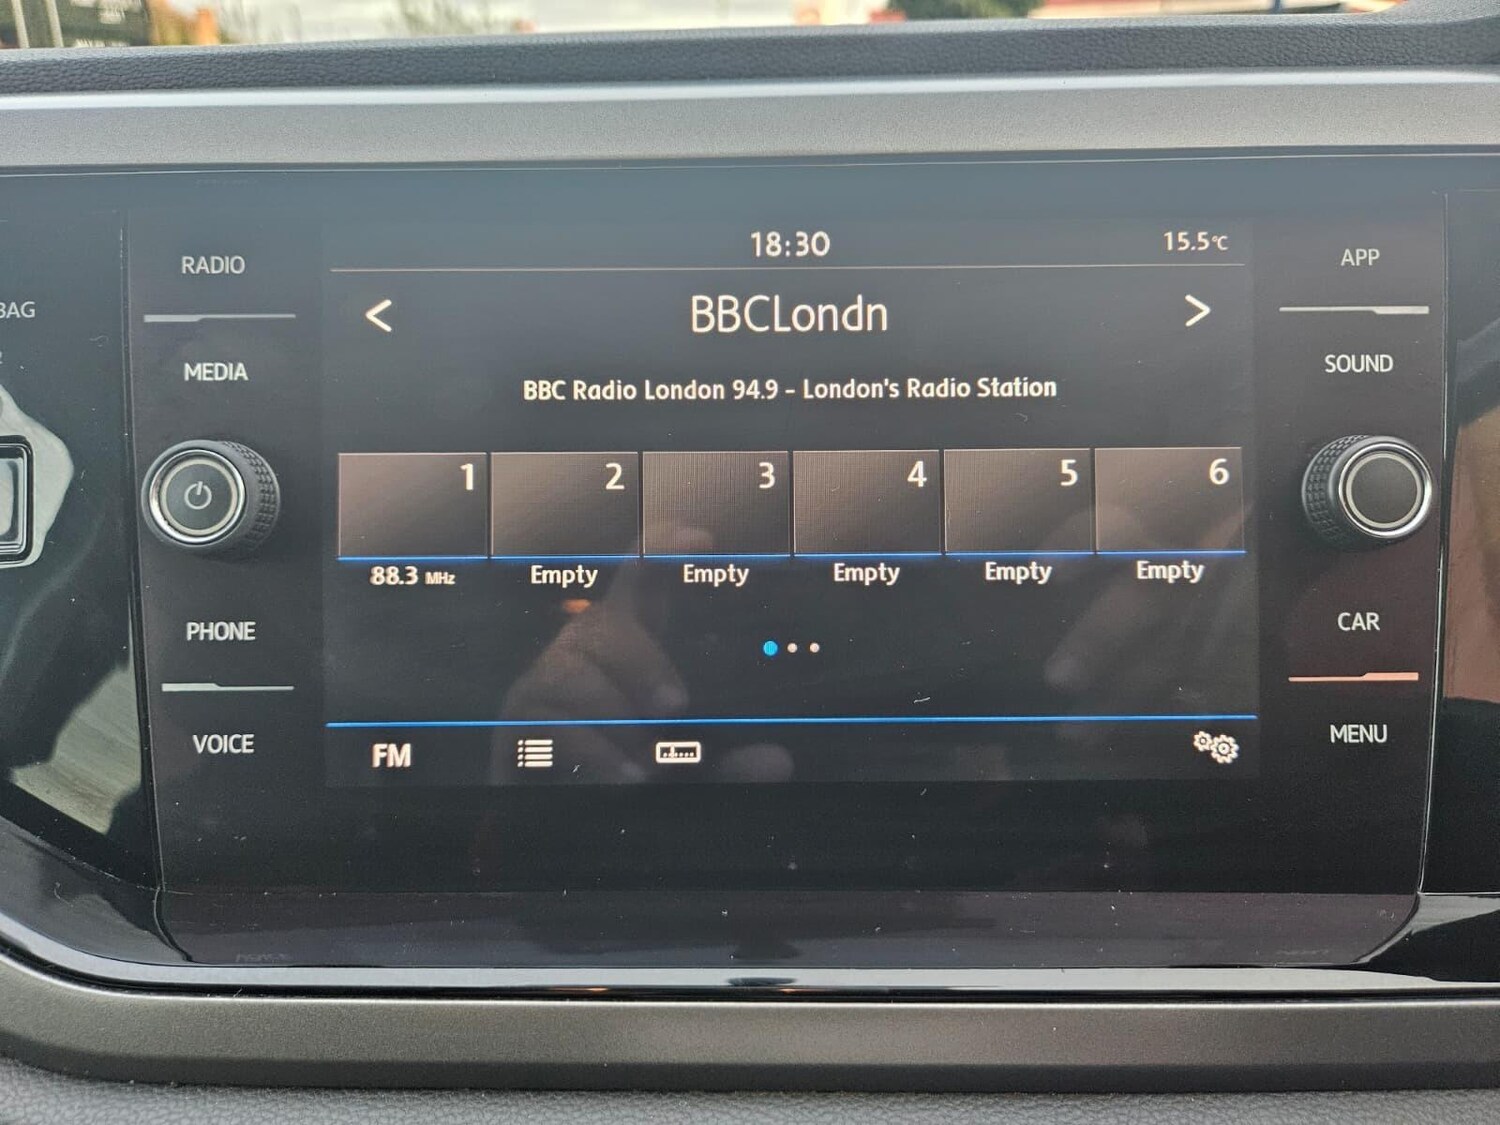 18:30
15.5°C
RADIO
APP
< BBCLondn >
BAG
MEDIA
SOUND
BBC Radio London 94.9 - London's Radio Station
1 2 3 4 5 6
88.3 MHz Empty Empty Empty Empty Empty
PHONE
CAR
VOICE
MENU
FM